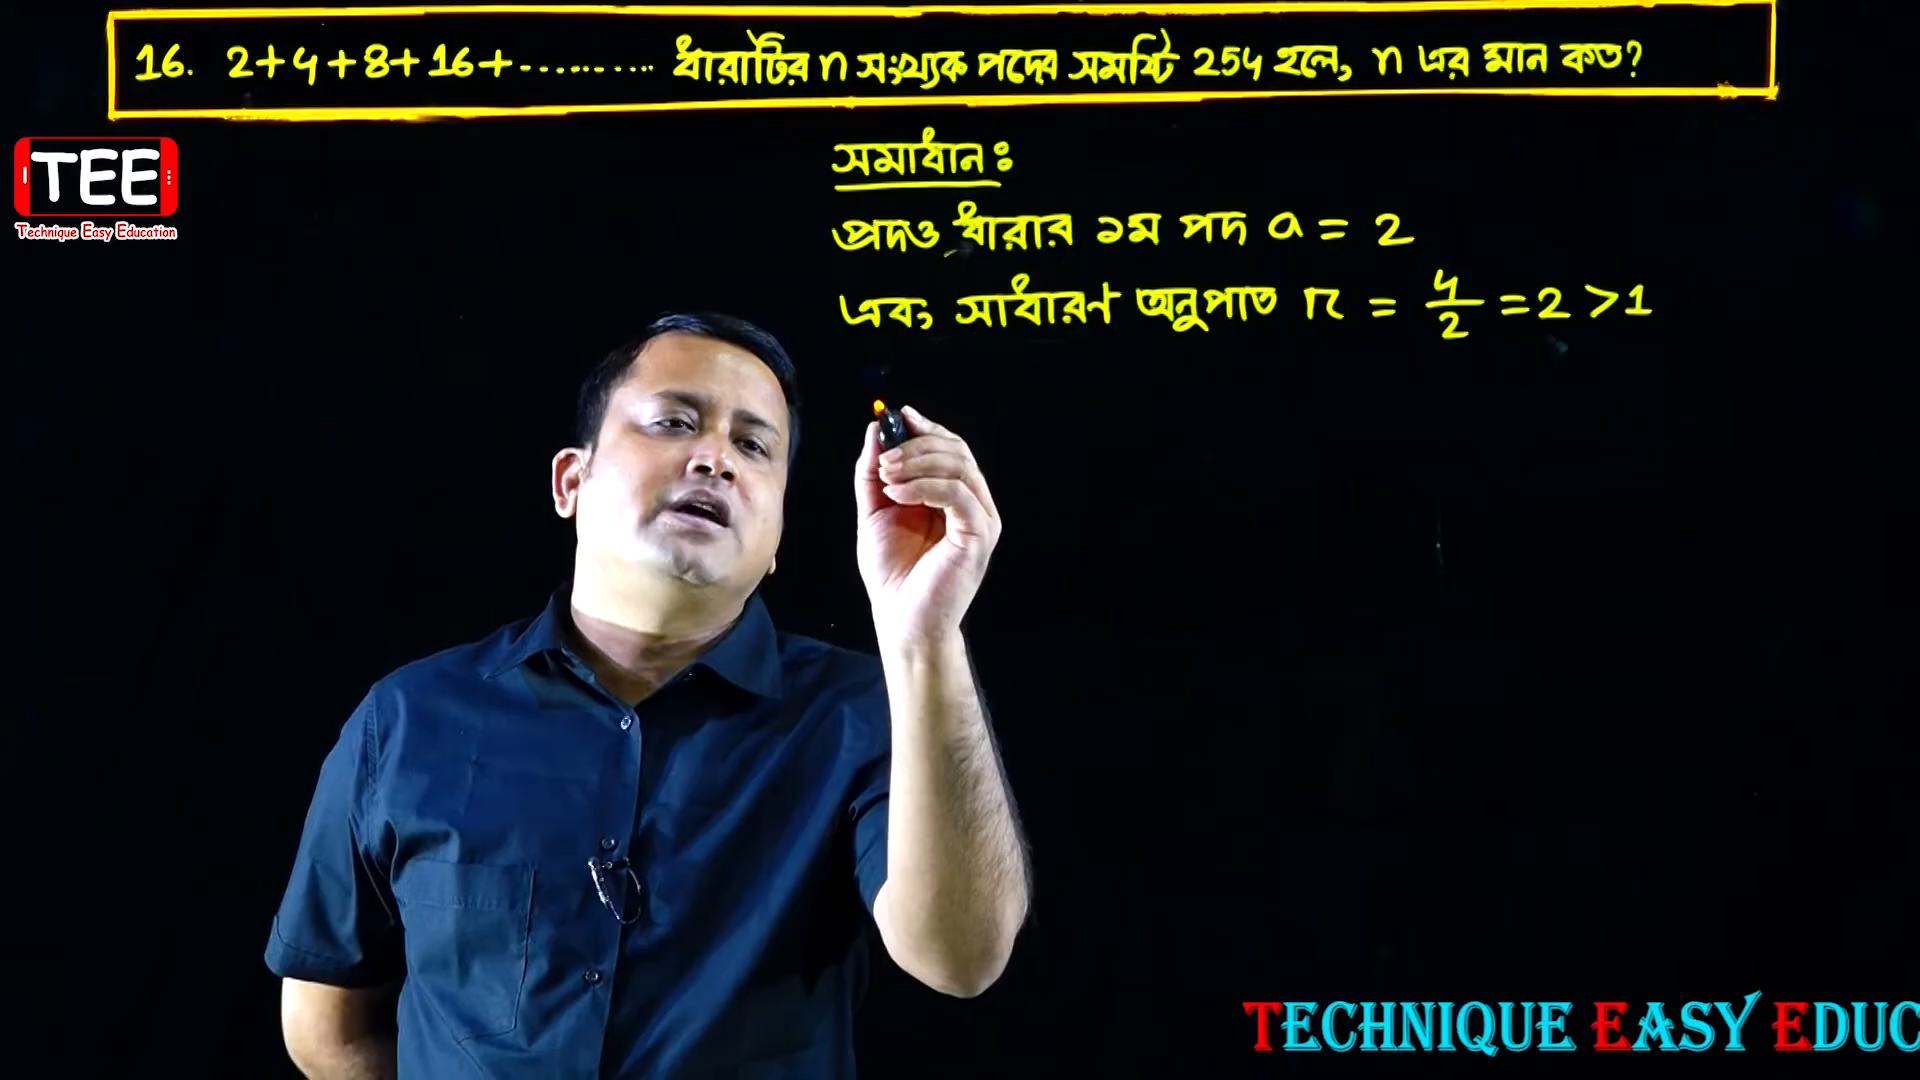 16. 2+4+8+16+.......... ধারাটির n সংখ্যক পদের সমষ্টি 254 হলে, n এর মান কত?
TEE
Technique Easy Education
সমাধানঃ
প্রদত্ত ধারার ১ম পদ a = 2
এবং সাধারণ অনুপাত r = 4/2 = 2 > 1
TECHNIQUE EASY EDUC